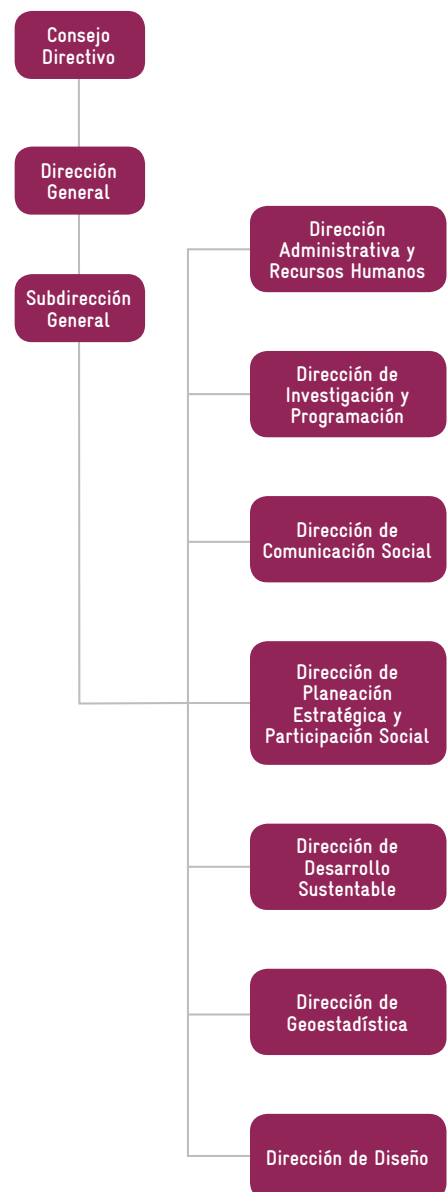 Consejo
Directivo
Dirección
General
Subdirección
General
Dirección
Administrativa y
Recursos Humanos
Dirección de
Investigación y
Programación
Dirección de
Comunicación Social
Dirección de
Planeación
Estratégica y
Participación Social
Dirección de
Desarrollo
Sustentable
Dirección de
Geoestadística
Dirección de Diseño